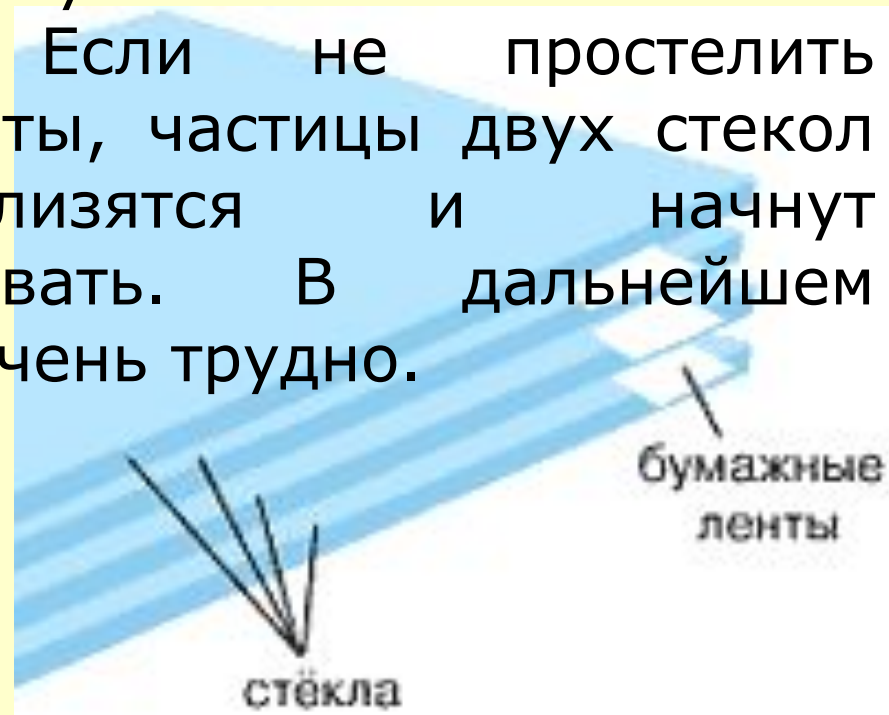 Если не простелить
ты, частицы двух стекол
лизятся и начнут
вать. В дальнейшем
чень трудно.
бумажные
ленты
стёкла